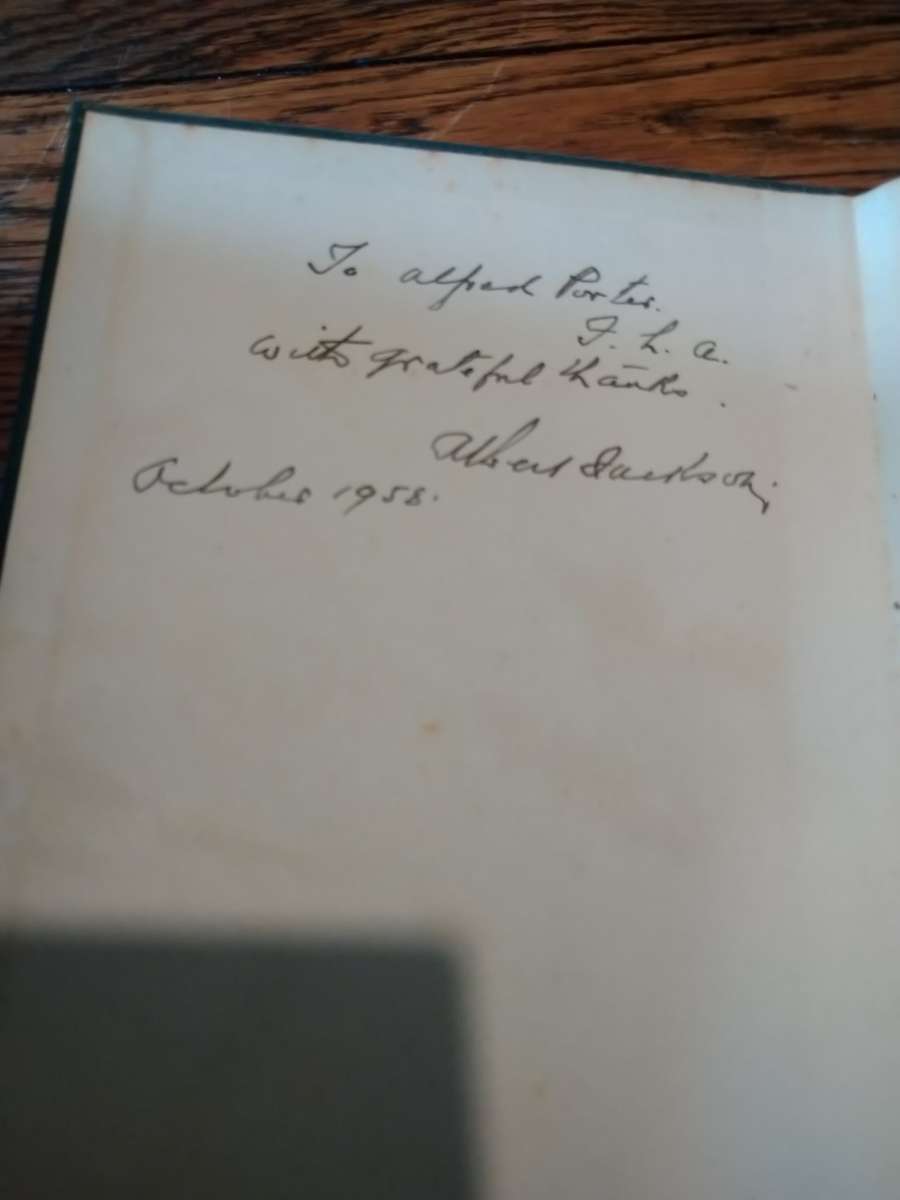 To Alfred Porter.
F. L. A.
with grateful thanks.
Albert Jackson,
October 1958.